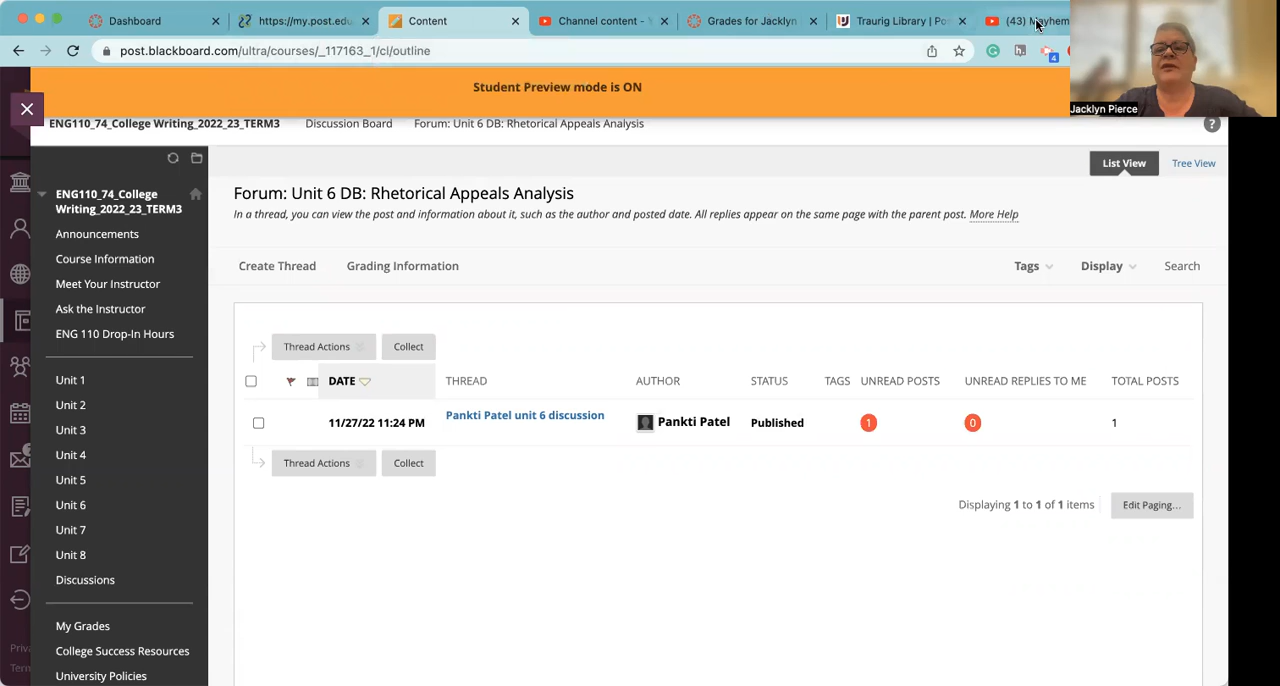 Dashboard
https://my.post.edu
Content
Channel content -
Grades for Jacklyn
Traurig Library | Po
(43) Mayhem
post.blackboard.com/ultra/courses/_117163_1/cl/outline
4
Student Preview mode is ON
Jacklyn Pierce
ENG110_74_College Writing_2022_23_TERM3 Discussion Board Forum: Unit 6 DB: Rhetorical Appeals Analysis
?
List View Tree View
ENG110_74_College
Writing_2022_23_TERM3
Announcements
Course Information
Meet Your Instructor
Ask the Instructor
ENG 110 Drop-In Hours
Unit 1
Unit 2
Unit 3
Unit 4
Unit 5
Unit 6
Unit 7
Unit 8
Discussions
My Grades
College Success Resources
University Policies
Priva
Term
Forum: Unit 6 DB: Rhetorical Appeals Analysis
In a thread, you can view the post and information about it, such as the author and posted date. All replies appear on the same page with the parent post. More Help
Create Thread Grading Information Tags Display Search
Thread Actions Collect
DATE THREAD AUTHOR STATUS TAGS UNREAD POSTS UNREAD REPLIES TO ME TOTAL POSTS
11/27/22 11:24 PM Pankti Patel unit 6 discussion Pankti Patel Published 1 0 1
Thread Actions Collect
Displaying 1 to 1 of 1 items Edit Paging...